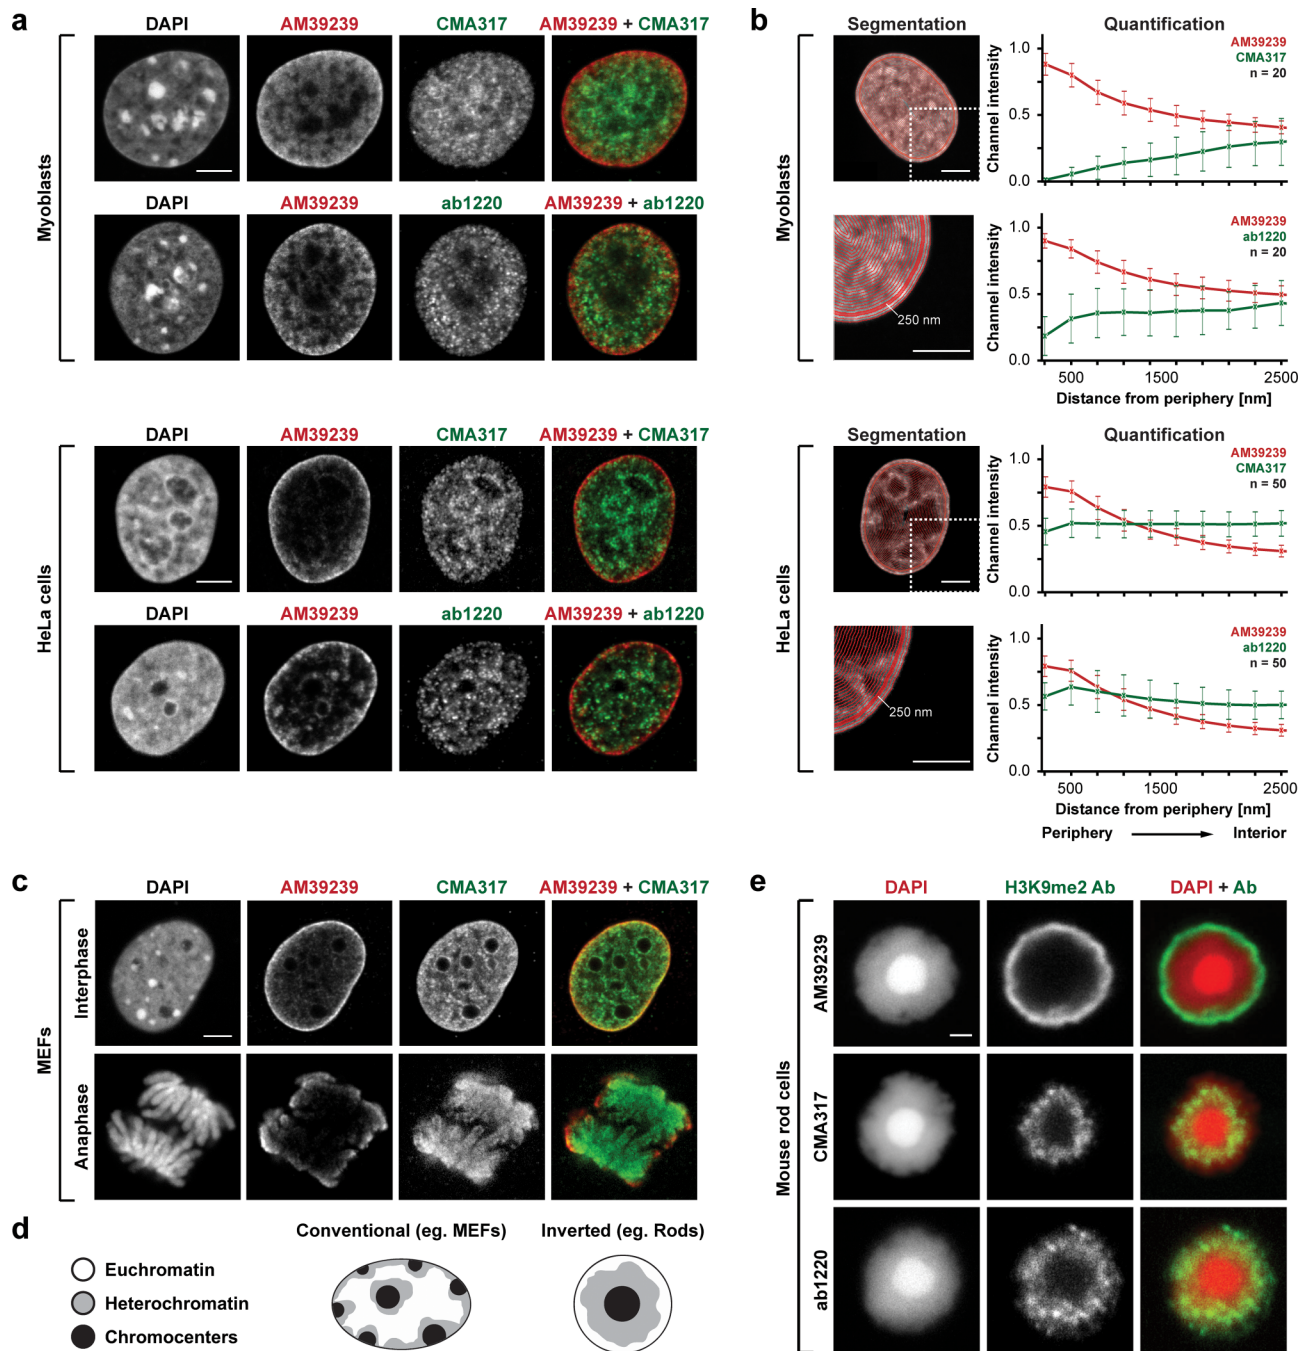 a
DAPI AM39239 CMA317 AM39239 + CMA317
Myoblasts
DAPI AM39239 ab1220 AM39239 + ab1220
HeLa cells
DAPI AM39239 CMA317 AM39239 + CMA317
DAPI AM39239 ab1220 AM39239 + ab1220
b
Segmentation Quantification
Myoblasts
Channel intensity
1.0
0.5
0.0
AM39239
CMA317
n = 20
250 nm
Channel intensity
1.0
0.5
0.0
AM39239
ab1220
n = 20
500 1500 2500
Distance from periphery [nm]
Segmentation Quantification
HeLa cells
Channel intensity
1.0
0.5
0.0
AM39239
CMA317
n = 50
250 nm
Channel intensity
1.0
0.5
0.0
AM39239
ab1220
n = 50
500 1500 2500
Distance from periphery [nm]
Periphery Interior
c
DAPI AM39239 CMA317 AM39239 + CMA317
MEFs
Interphase
Anaphase
d
Conventional (eg. MEFs) Inverted (eg. Rods)
Euchromatin
Heterochromatin
Chromocenters
e
DAPI H3K9me2 Ab DAPI + Ab
Mouse rod cells
AM39239
CMA317
ab1220